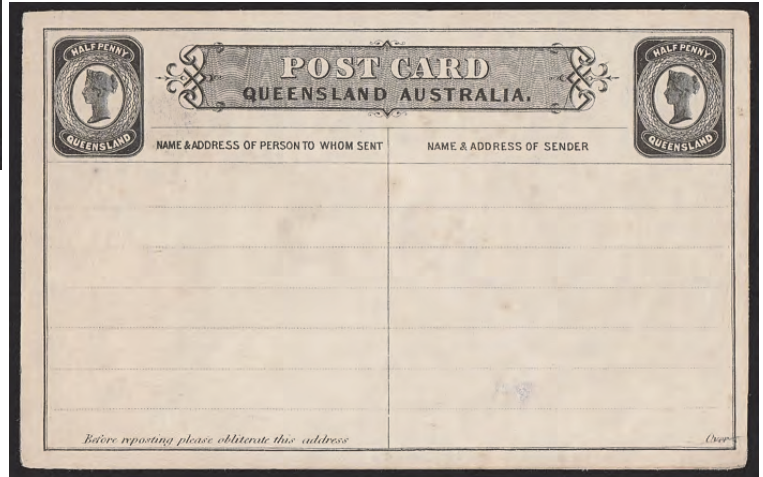 HALF PENNY
QUEENSLAND
POST CARD
QUEENSLAND AUSTRALIA.
HALF PENNY
QUEENSLAND
NAME & ADDRESS OF PERSON TO WHOM SENT
NAME & ADDRESS OF SENDER
Before reposting please obliterate this address
Over